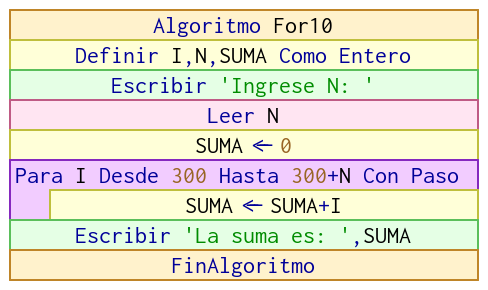 Algoritmo For10
Definir I,N,SUMA Como Entero
Escribir 'Ingrese N: '
Leer N
SUMA ← 0
Para I Desde 300 Hasta 300+N Con Paso
SUMA ← SUMA+I
Escribir 'La suma es: ',SUMA
FinAlgoritmo